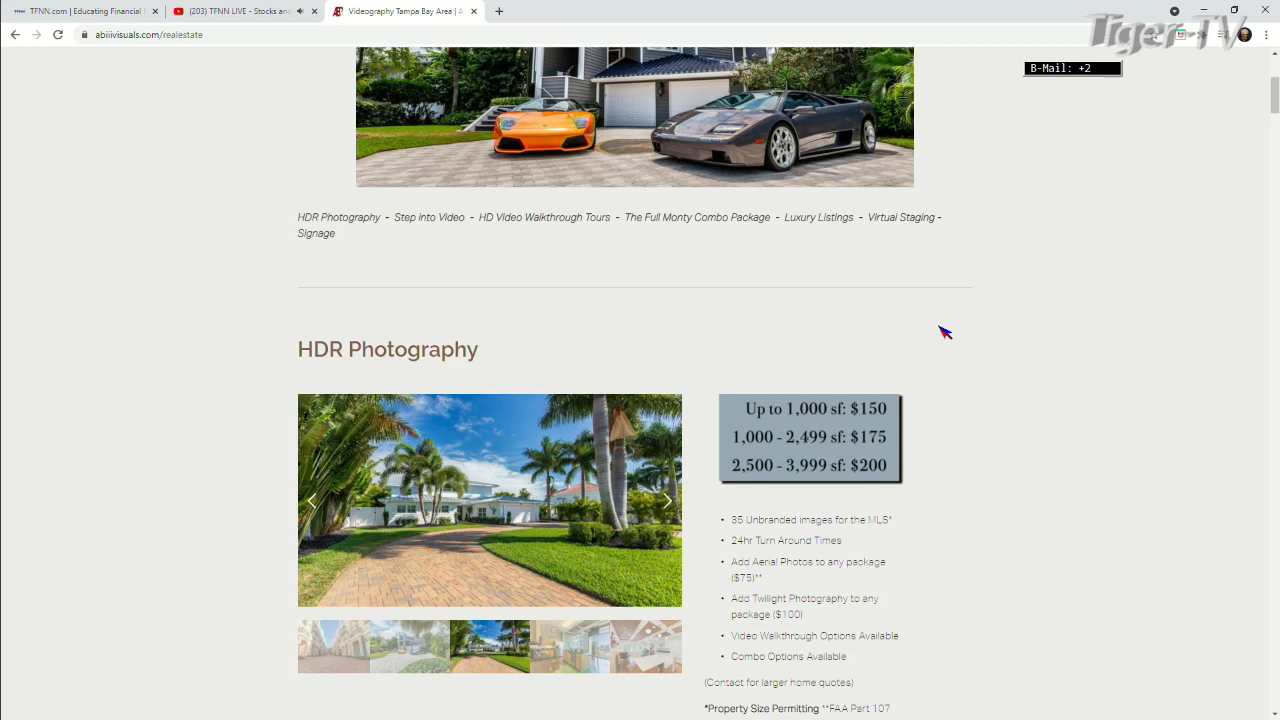 TFNN.com | Educating Financial I
(203) TFNN LIVE - Stocks an
Videography Tampa Bay Area | A
abiiivisuals.com/realestate
Tiger-TV
B-Mail: +2
HDR Photography - Step Into Video - HD Video Walkthrough Tours - The Full Monty Combo Package - Luxury Listings - Virtual Staging -
Signage
HDR Photography
Up to 1,000 sf: $150
1,000 - 2,499 sf: $175
2,500 - 3,999 sf: $200
• 35 Unbranded images for the MLS*
• 24hr Turn Around Times
• Add Aerial Photos to any package
($75)**
• Add Twilight Photography to any
package ($100)
• Video Walkthrough Options Available
• Combo Options Available
(Contact for larger home quotes)
*Property Size Permitting **FAA Part 107